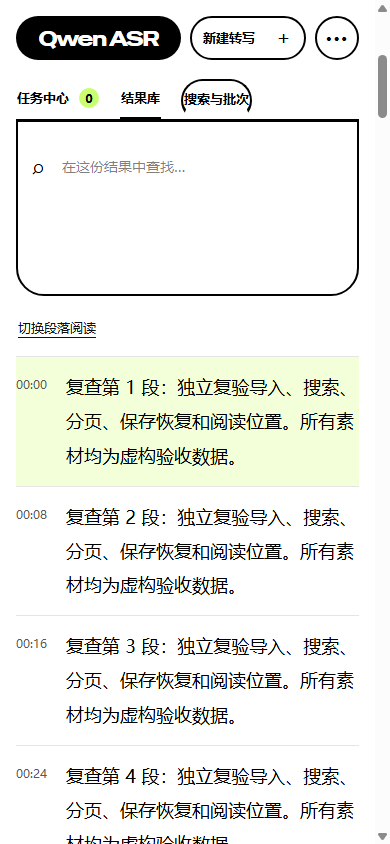 Qwen ASR
新建转写 +
任务中心 0 结果库 搜索与批次
在这份结果中查找...
切换段落阅读
00:00 复查第 1 段：独立复验导入、搜索、
分页、保存恢复和阅读位置。所有素
材均为虚构验收数据。
00:08 复查第 2 段：独立复验导入、搜索、
分页、保存恢复和阅读位置。所有素
材均为虚构验收数据。
00:16 复查第 3 段：独立复验导入、搜索、
分页、保存恢复和阅读位置。所有素
材均为虚构验收数据。
00:24 复查第 4 段：独立复验导入、搜索、
分页、保存恢复和阅读位置。所有素
材均为虚构验收数据。